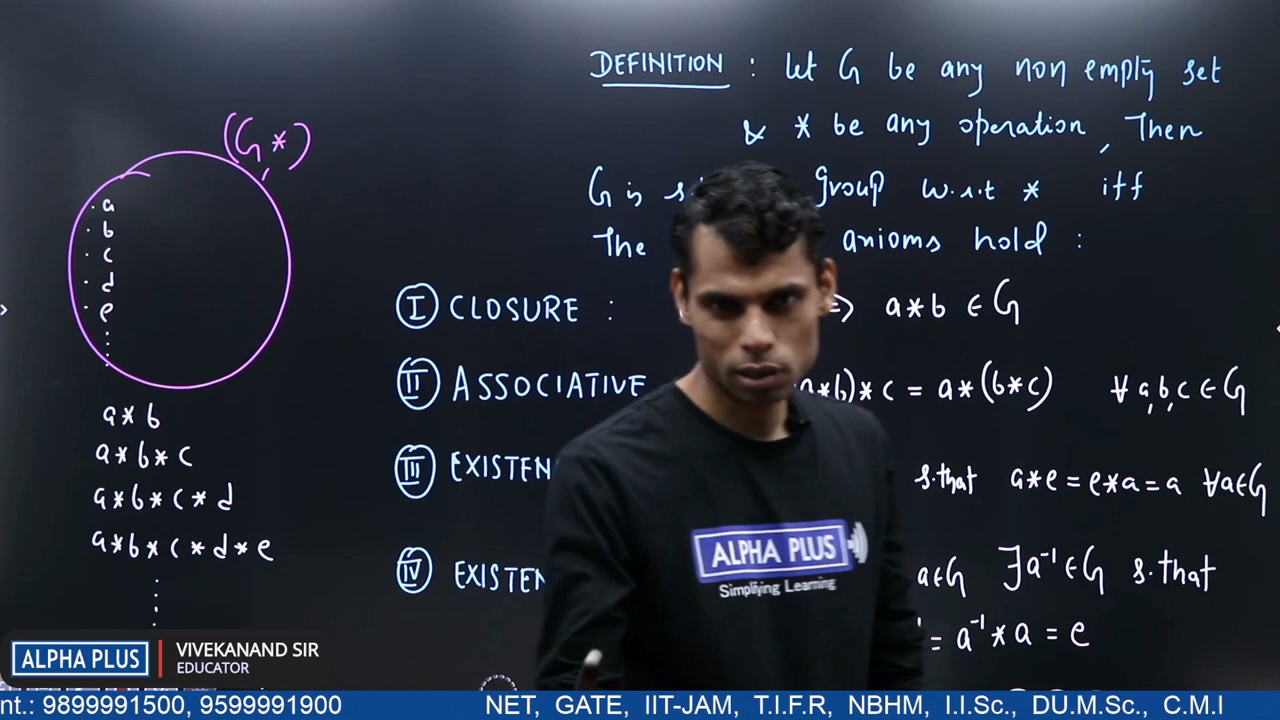 DEFINITION : let G be any non empty set
& * be any operation, Then
G is group w.r.t * iff
The axioms hold :
(G, *)
a
b
c
d
e
a*b
a*b*c
a*b*c*d
a*b*c*d*e
I CLOSURE : ⇒ a*b ∈ G
II ASSOCIATIVE (a*b)*c = a*(b*c) ∀ a,b,c ∈ G
III s.that a*e = e*a = a ∀a∈G
IV a∈G ∃a⁻¹∈G s.that
= a⁻¹*a = e
ALPHA PLUS
Simplifying Learning
ALPHA PLUS
VIVEKANAND SIR
EDUCATOR
nt.: 9899991500, 9599991900 NET, GATE, IIT-JAM, T.I.F.R, NBHM, I.I.Sc., DU.M.Sc., C.M.I